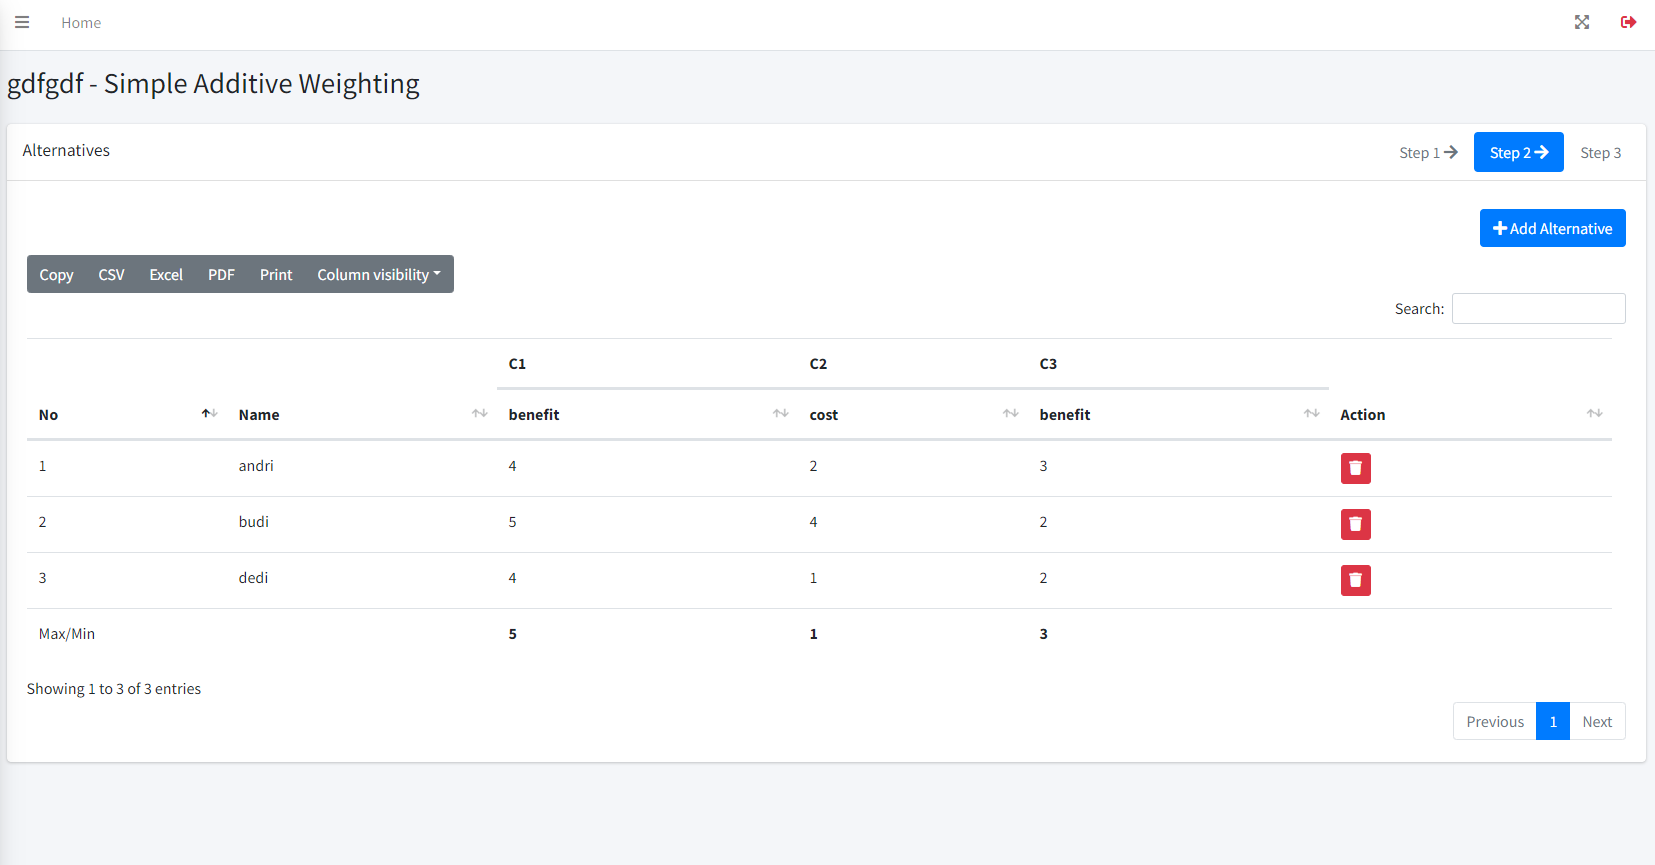 Home
gdfgdf - Simple Additive Weighting
Alternatives
Step 1 Step 2 Step 3
Add Alternative
Copy CSV Excel PDF Print Column visibility
Search:
C1 C2 C3
No Name benefit cost benefit Action
1 andri 4 2 3
2 budi 5 4 2
3 dedi 4 1 2
Max/Min 5 1 3
Showing 1 to 3 of 3 entries
Previous 1 Next